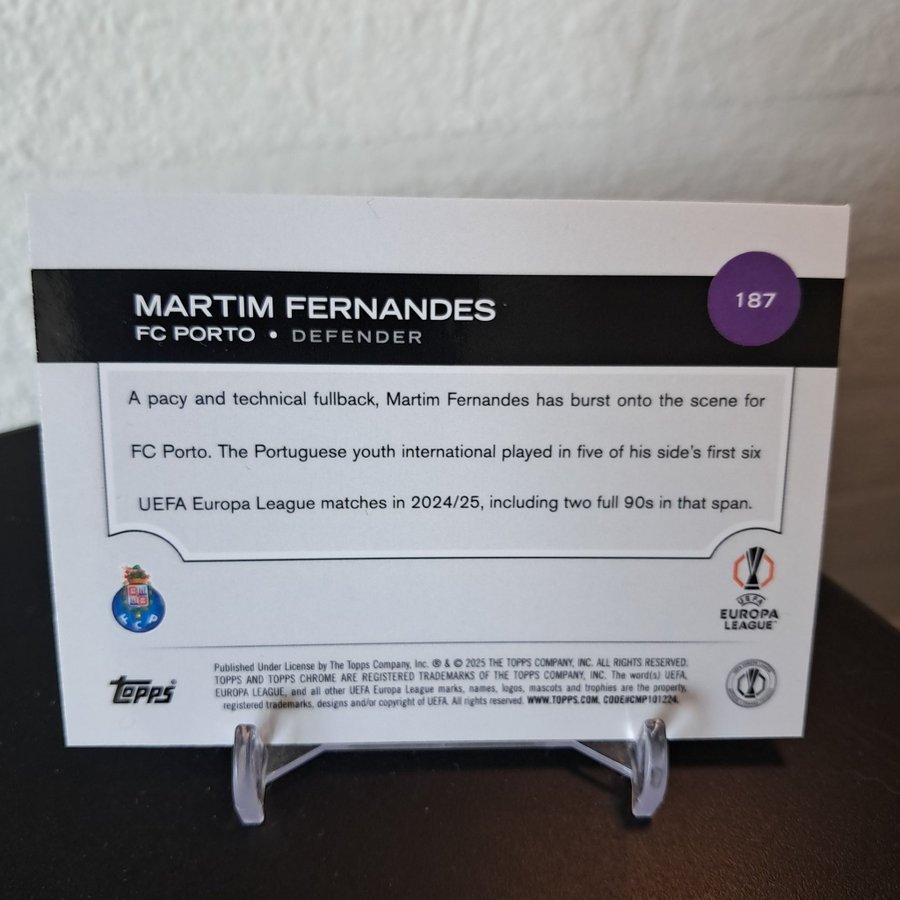 MARTIM FERNANDES
FC PORTO • DEFENDER
187
A pacy and technical fullback, Martim Fernandes has burst onto the scene for
FC Porto. The Portuguese youth international played in five of his side's first six
UEFA Europa League matches in 2024/25, including two full 90s in that span.
FCP
UEFA
EUROPA
LEAGUE™
topps®
Published Under License by The Topps Company, Inc. ® & © 2025 THE TOPPS COMPANY, INC. ALL RIGHTS RESERVED.
TOPPS AND TOPPS CHROME ARE REGISTERED TRADEMARKS OF THE TOPPS COMPANY, INC. The word(s) UEFA,
EUROPA LEAGUE, and all other UEFA Europa League marks, names, logos, mascots and trophies are the property,
registered trademarks, designs and/or copyright of UEFA. All rights reserved. WWW.TOPPS.COM. CODE#CMP101224.